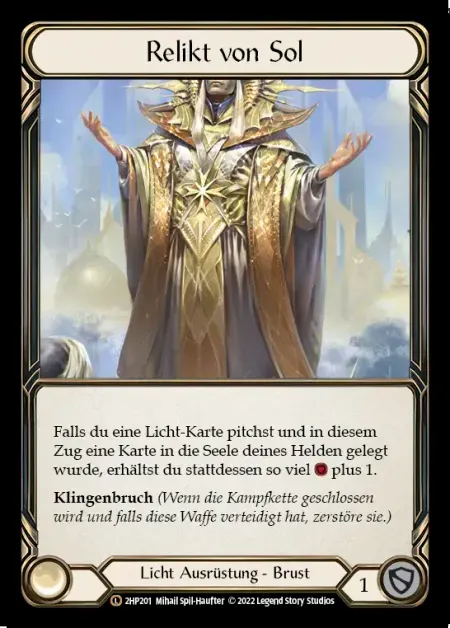 Relikt von Sol
Falls du eine Licht-Karte pitchst und in diesem
Zug eine Karte in die Seele deines Helden gelegt
wurde, erhältst du stattdessen so viel plus 1.
Klingenbruch (Wenn die Kampfkette geschlossen
wird und falls diese Waffe verteidigt hat, zerstöre sie.)
Licht Ausrüstung - Brust
1
L 2HP201 Mihail Spil-Haufter © 2022 Legend Story Studios